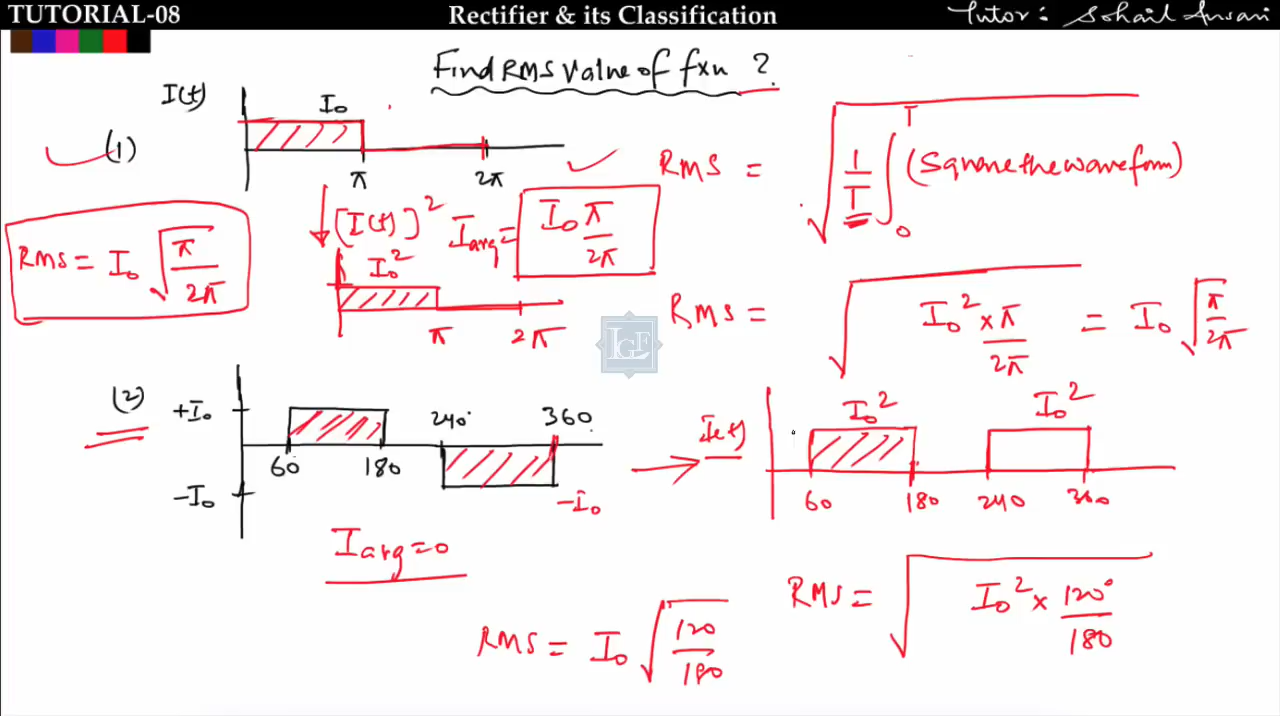 TUTORIAL-08
Rectifier & its Classification
Tutor: Sohail Ansari
Find RMS Value of fxn ?
I(t)
I₀
(1)
π
2π
RMS = √(1/T ∫₀ᵀ (Square the waveform))
[I(t)]²
Iavg = I₀ π/2π
RMS = I₀ √(π/2π)
I₀²
π
2π
RMS = √(I₀² × π/2π) = I₀ √(π/2π)
LGF
(2)
+I₀
-I₀
60
180
240°
360
-I₀
I²(t)
I₀²
I₀²
60
180
240
360
Iavg = 0
RMS = √(I₀² × 120°/180)
RMS = I₀ √(120/180)